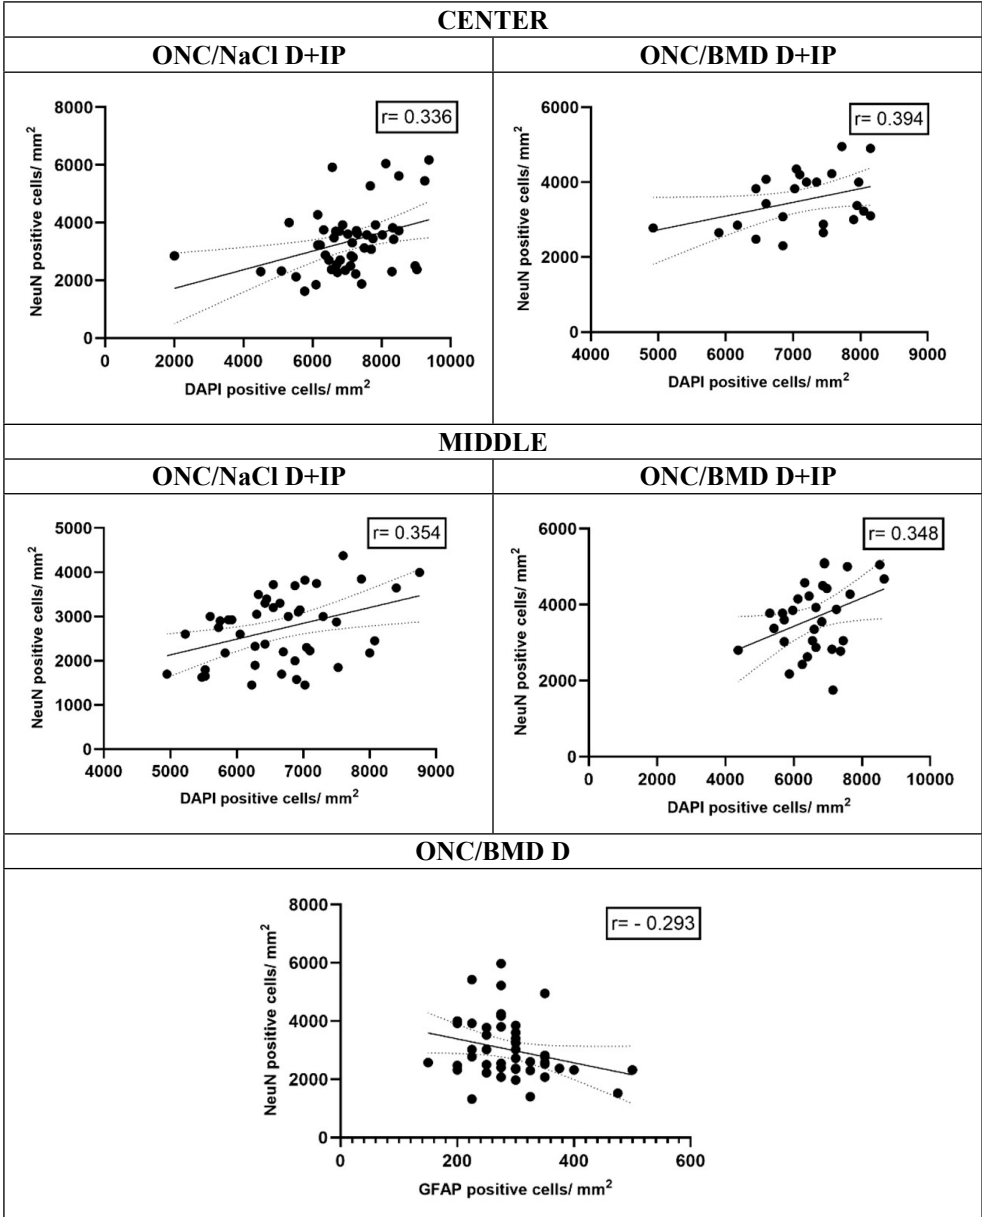 CENTER
ONC/NaCl D+IP
ONC/BMD D+IP
r= 0.336
8000
6000
4000
2000
0
NeuN positive cells/ mm²
0 2000 4000 6000 8000 10000
DAPI positive cells/ mm²
r= 0.394
6000
4000
2000
0
NeuN positive cells/ mm²
4000 5000 6000 7000 8000 9000
DAPI positive cells/ mm²
MIDDLE
ONC/NaCl D+IP
ONC/BMD D+IP
r= 0.354
5000
4000
3000
2000
1000
0
NeuN positive cells/ mm²
4000 5000 6000 7000 8000 9000
DAPI positive cells/ mm²
r= 0.348
6000
4000
2000
0
NeuN positive cells/ mm²
0 2000 4000 6000 8000 10000
DAPI positive cells/ mm²
ONC/BMD D
r= - 0.293
8000
6000
4000
2000
0
NeuN positive cells/ mm²
0 200 400 600
GFAP positive cells/ mm²